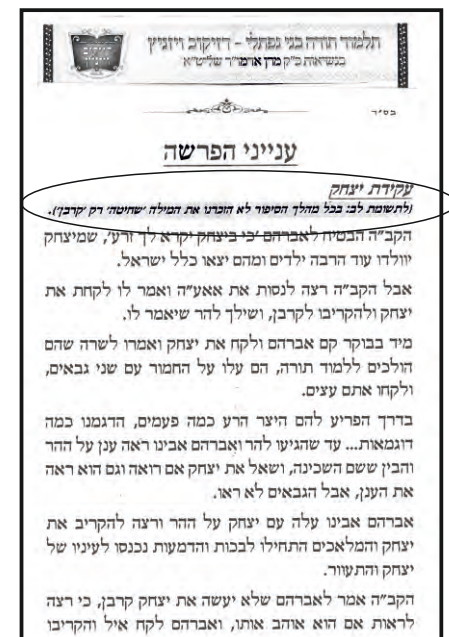 תלמוד תורה בני נפתלי - דזיקוב ויזניץ
בנשיאות כ"ק מרן אדמו"ר שליט"א
בס"ד
ענייני הפרשה
עקידת יצחק
(לתשומת לב: בכל מהלך הסיפור לא הוזכרנו את המילה 'שחיטה' רק 'קרבן').
הקב"ה הבטיח לאברהם 'כי ביצחק יקרא לך זרע', שמיצחק
יוולדו עוד הרבה ילדים ומהם יצאו כלל ישראל.
אבל הקב"ה רצה לנסות את אאע"ה ואמר לו לקחת את
יצחק ולהקריבו לקרבן, ושילך להר שיאמר לו.
מיד בבוקר קם אברהם ולקח את יצחק ואמרו לשרה שהם
הולכים ללמוד תורה, הם עלו על החמור עם שני גבאים,
ולקחו אתם עצים.
בדרך הפריע להם היצר הרע כמה פעמים, הדגמנו כמה
דוגמאות... עד שהגיעו להר ואברהם אבינו ראה ענן על ההר
והבין ששם השכינה, ושאל את יצחק אם רואה וגם הוא ראה
את הענן, אבל הגבאים לא ראו.
אברהם אבינו עלה עם יצחק על ההר ורצה להקריב את
יצחק והמלאכים התחילו לבכות והדמעות נכנסו לעיניו של
יצחק והתעוור.
הקב"ה אמר לאברהם שלא יעשה את יצחק קרבן, כי רצה
לראות אם הוא אוהב אותו, ואברהם לקח איל והקריבו